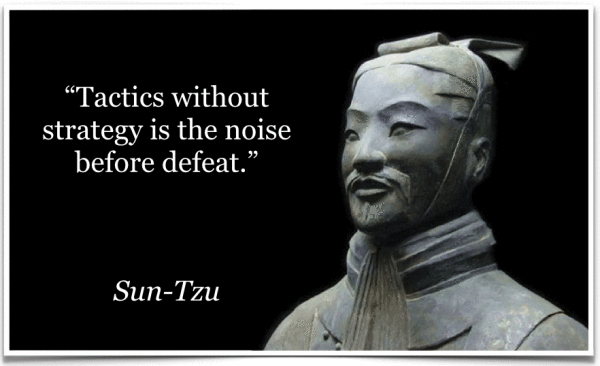 “Tactics without
strategy is the noise
before defeat.”
Sun-Tzu